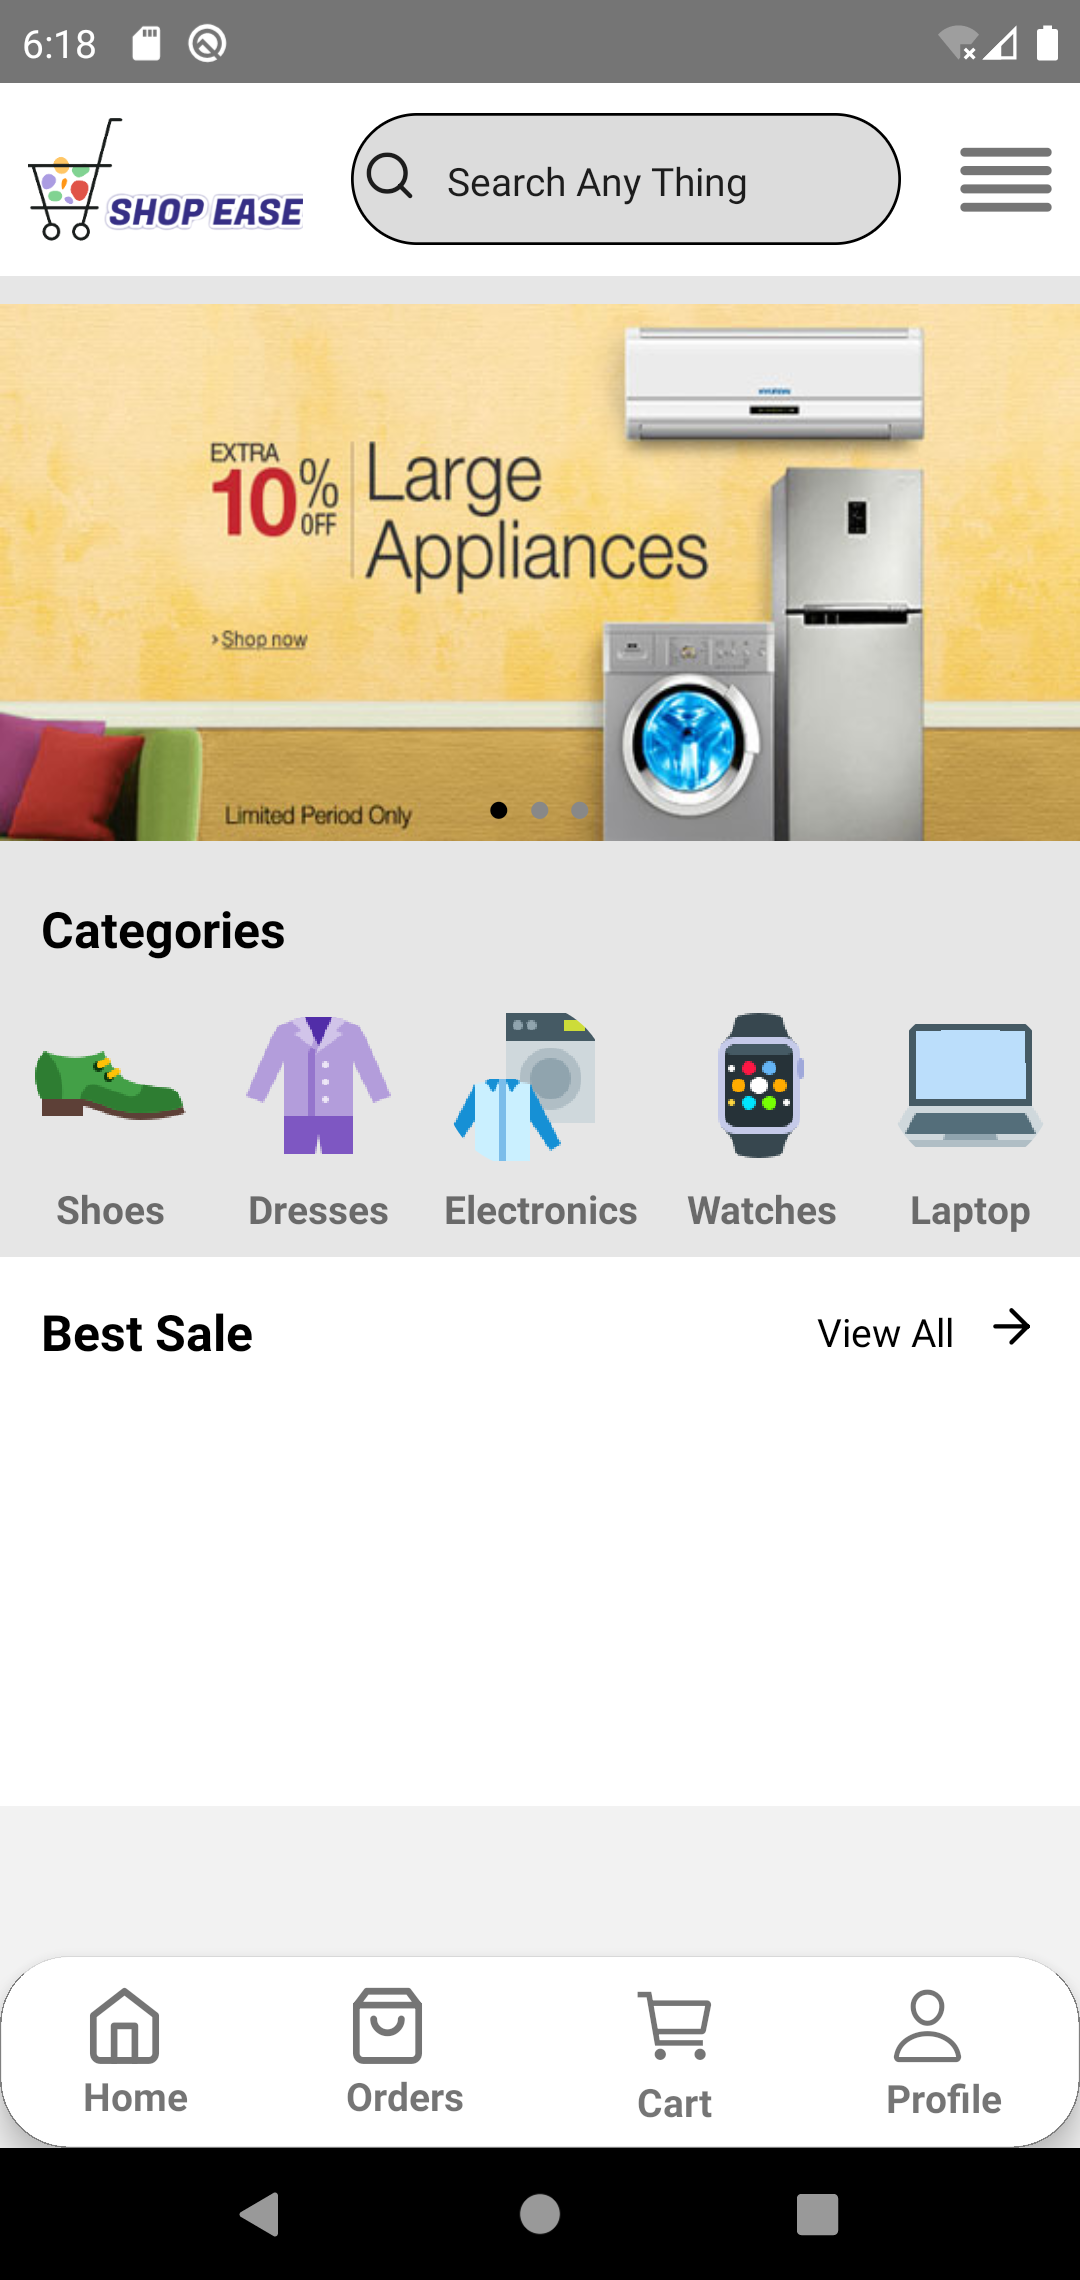 6:18
SHOP EASE
Search Any Thing
EXTRA
10% OFF
Large
Appliances
› Shop now
Limited Period Only
Categories
Shoes
Dresses
Electronics
Watches
Laptop
Best Sale
View All
Home
Orders
Cart
Profile